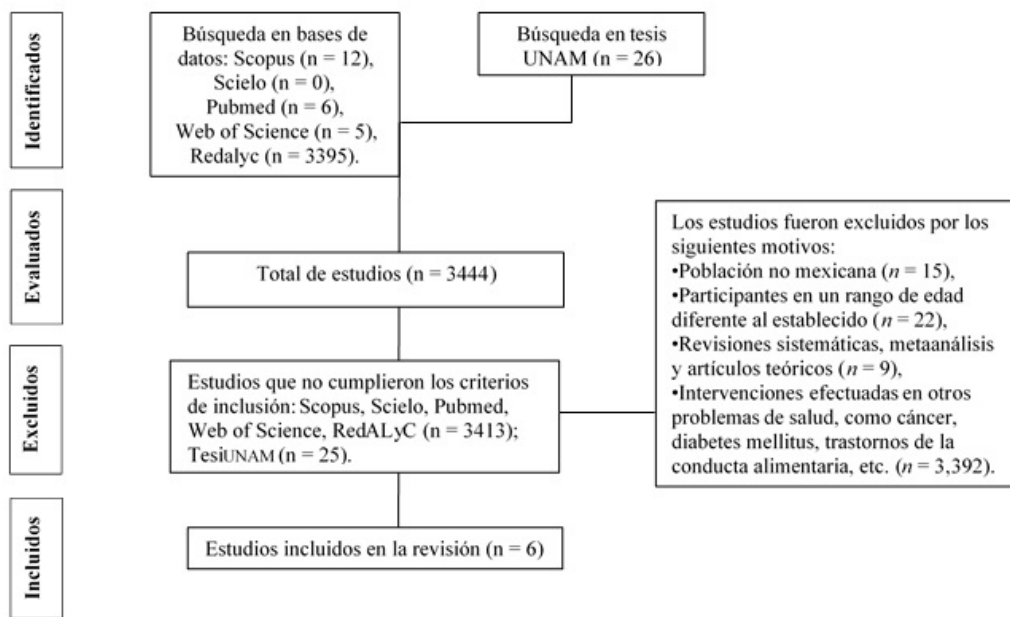 Identificados
Búsqueda en bases de
datos: Scopus (n = 12),
Scielo (n = 0),
Pubmed (n = 6),
Web of Science (n = 5),
Redalyc (n = 3395).
Búsqueda en tesis
UNAM (n = 26)
Evaluados
Total de estudios (n = 3444)
Los estudios fueron excluidos por los
siguientes motivos:
•Población no mexicana (n = 15),
•Participantes en un rango de edad
diferente al establecido (n = 22),
•Revisiones sistemáticas, metaanálisis
y artículos teóricos (n = 9),
•Intervenciones efectuadas en otros
problemas de salud, como cáncer,
diabetes mellitus, trastornos de la
conducta alimentaria, etc. (n = 3,392).
Excluidos
Estudios que no cumplieron los criterios
de inclusión: Scopus, Scielo, Pubmed,
Web of Science, RedALyC (n = 3413);
TesiUNAM (n = 25).
Incluidos
Estudios incluidos en la revisión (n = 6)